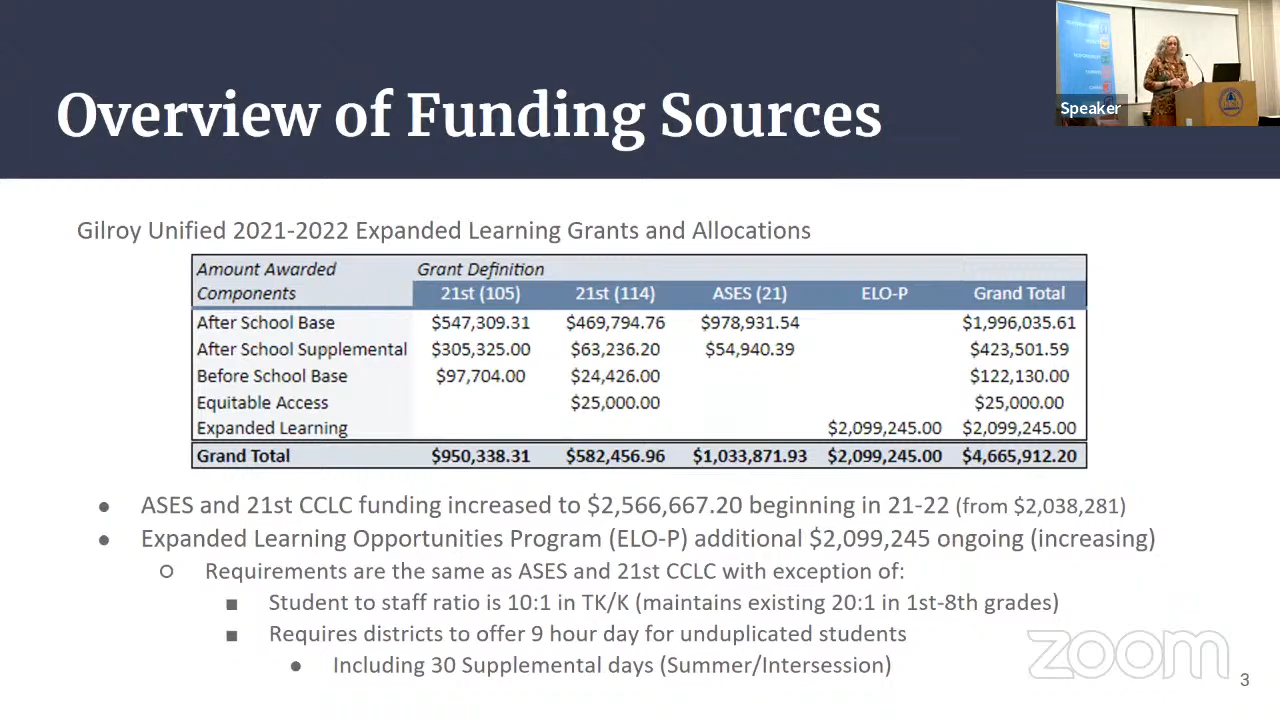 Overview of Funding Sources
Speaker
Gilroy Unified 2021-2022 Expanded Learning Grants and Allocations
Amount Awarded Grant Definition
Components 21st (105) 21st (114) ASES (21) ELO-P Grand Total
After School Base $547,309.31 $469,794.76 $978,931.54 $1,996,035.61
After School Supplemental $305,325.00 $63,236.20 $54,940.39 $423,501.59
Before School Base $97,704.00 $24,426.00 $122,130.00
Equitable Access $25,000.00 $25,000.00
Expanded Learning $2,099,245.00 $2,099,245.00
Grand Total $950,338.31 $582,456.96 $1,033,871.93 $2,099,245.00 $4,665,912.20
● ASES and 21st CCLC funding increased to $2,566,667.20 beginning in 21-22 (from $2,038,281)
● Expanded Learning Opportunities Program (ELO-P) additional $2,099,245 ongoing (increasing)
○ Requirements are the same as ASES and 21st CCLC with exception of:
■ Student to staff ratio is 10:1 in TK/K (maintains existing 20:1 in 1st-8th grades)
■ Requires districts to offer 9 hour day for unduplicated students
● Including 30 Supplemental days (Summer/Intersession)
zoom
3